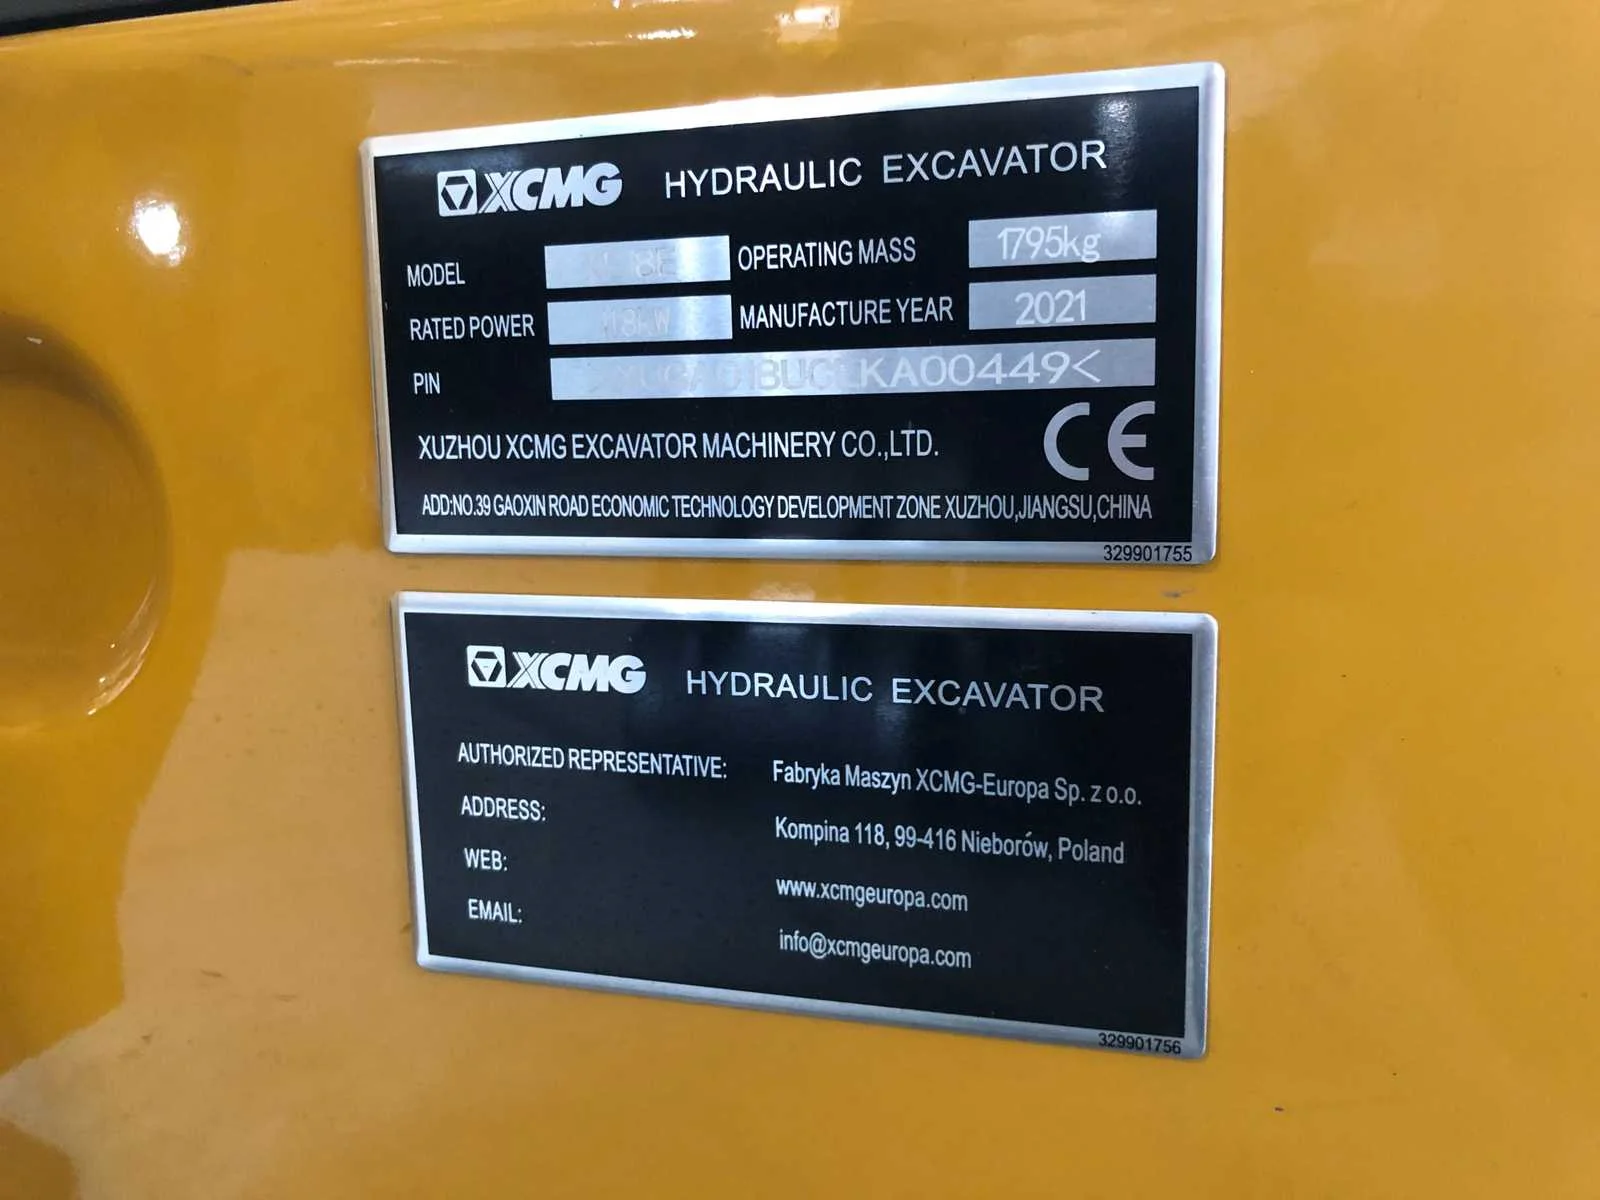 XCMG HYDRAULIC EXCAVATOR
MODEL OPERATING MASS 1795kg
RATED POWER MANUFACTURE YEAR 2021
PIN
XUZHOU XCMG EXCAVATOR MACHINERY CO.,LTD. CE
ADD:NO.39 GAOXIN ROAD ECONOMIC TECHNOLOGY DEVELOPMENT ZONE XUZHOU,JIANGSU,CHINA
329901755
XCMG HYDRAULIC EXCAVATOR
AUTHORIZED REPRESENTATIVE: Fabryka Maszyn XCMG-Europa Sp. z o.o.
ADDRESS: Kompina 118, 99-416 Nieborów, Poland
WEB: www.xcmgeuropa.com
EMAIL: info@xcmgeuropa.com
329901756